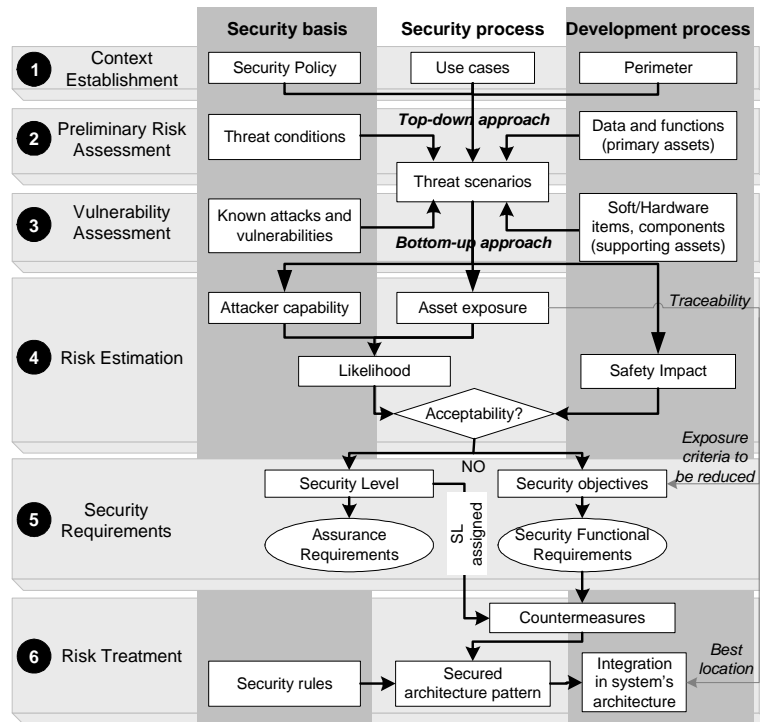 Security basis
Security process
Development process
1
Context
Establishment
Security Policy
Use cases
Perimeter
2
Preliminary Risk
Assessment
Threat conditions
Top-down approach
Data and functions
(primary assets)
Threat scenarios
3
Vulnerability
Assessment
Known attacks and
vulnerabilities
Bottom-up approach
Soft/Hardware
items, components
(supporting assets)
4
Risk Estimation
Attacker capability
Asset exposure
Traceability
Likelihood
Safety Impact
Acceptability?
NO
Exposure
criteria to
be reduced
5
Security
Requirements
Security Level
Security objectives
Assurance
Requirements
SL
assigned
Security Functional
Requirements
Countermeasures
6
Risk Treatment
Security rules
Secured
architecture pattern
Integration
in system's
architecture
Best
location